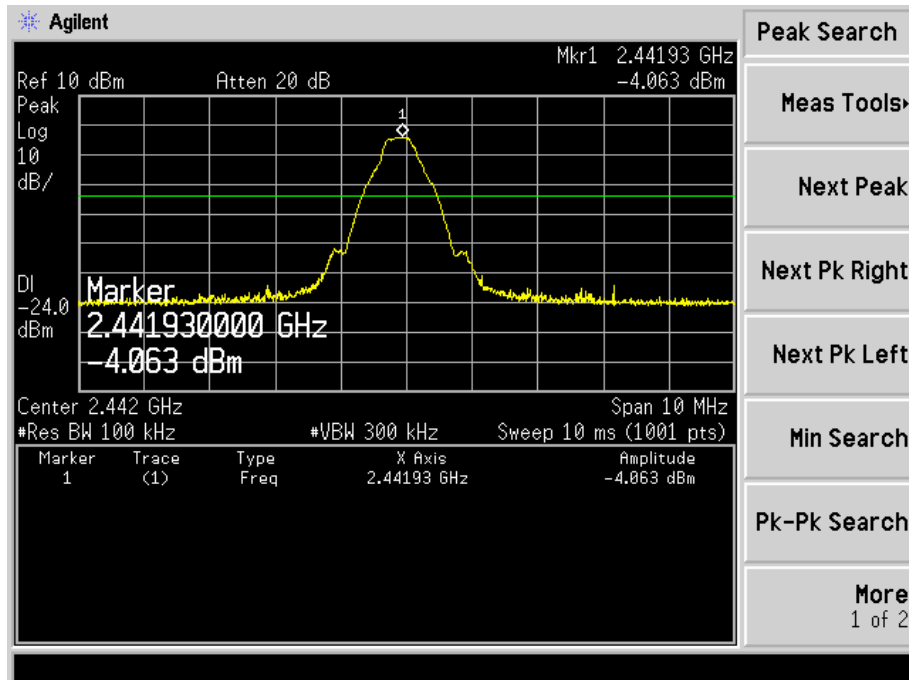 Agilent
Peak Search
Mkr1 2.44193 GHz
Ref 10 dBm Atten 20 dB -4.063 dBm
Peak
Log
10
dB/
1
DI
-24.0
dBm
Marker
2.441930000 GHz
-4.063 dBm
Center 2.442 GHz Span 10 MHz
#Res BW 100 kHz #VBW 300 kHz Sweep 10 ms (1001 pts)
Marker Trace Type X Axis Amplitude
1 (1) Freq 2.44193 GHz -4.063 dBm
Meas Tools
Next Peak
Next Pk Right
Next Pk Left
Min Search
Pk-Pk Search
More
1 of 2